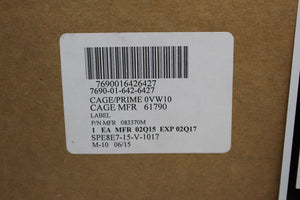 7690016426427
7690-01-642-6427
CAGE/PRIME 0VW10
CAGE MFR 61790
LABEL
P/N MFR 083370M
1 EA MFR 02Q15 EXP 02Q17
SPE8E7-15-V-1017
M-10 06/15